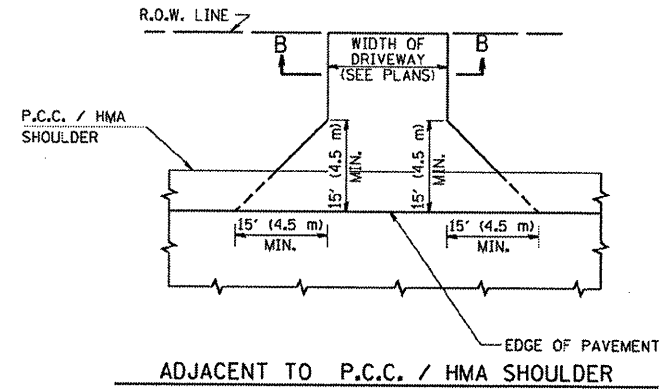 R.O.W. LINE
B
WIDTH OF
DRIVEWAY
(SEE PLANS)
B
P.C.C. / HMA
SHOULDER
15' (4.5 m)
MIN.
15' (4.5 m)
MIN.
15' (4.5 m)
MIN.
15' (4.5 m)
MIN.
EDGE OF PAVEMENT
ADJACENT TO P.C.C. / HMA SHOULDER